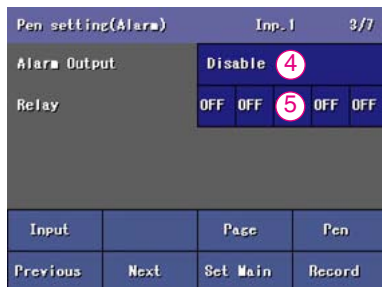 Pen setting(Alarm) Inp.1 3/7
Alarm Output Disable 4
Relay OFF OFF 5 OFF OFF
Input Page Pen
Previous Next Set Main Record